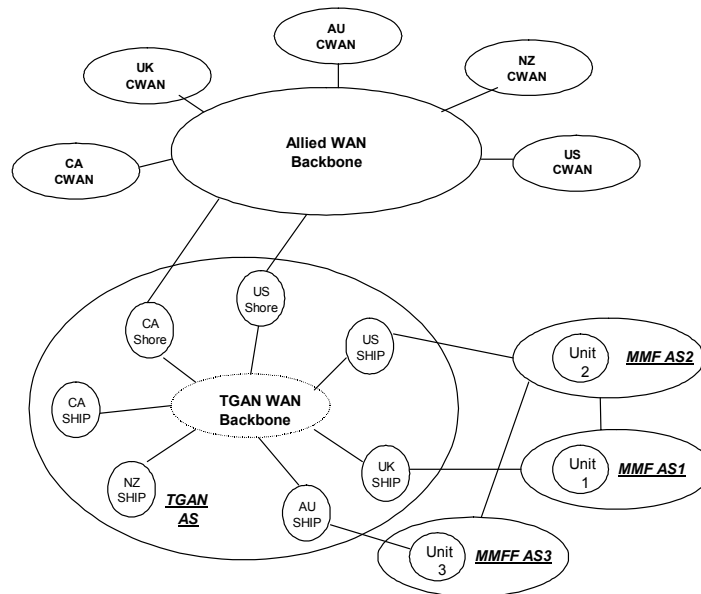 AU
CWAN
UK
CWAN
NZ
CWAN
Allied WAN
Backbone
CA
CWAN
US
CWAN
US
Shore
CA
Shore
US
SHIP
Unit
2
MMF AS2
CA
SHIP
TGAN WAN
Backbone
UK
SHIP
Unit
1
MMF AS1
NZ
SHIP
TGAN
AS
AU
SHIP
Unit
3
MMFF AS3